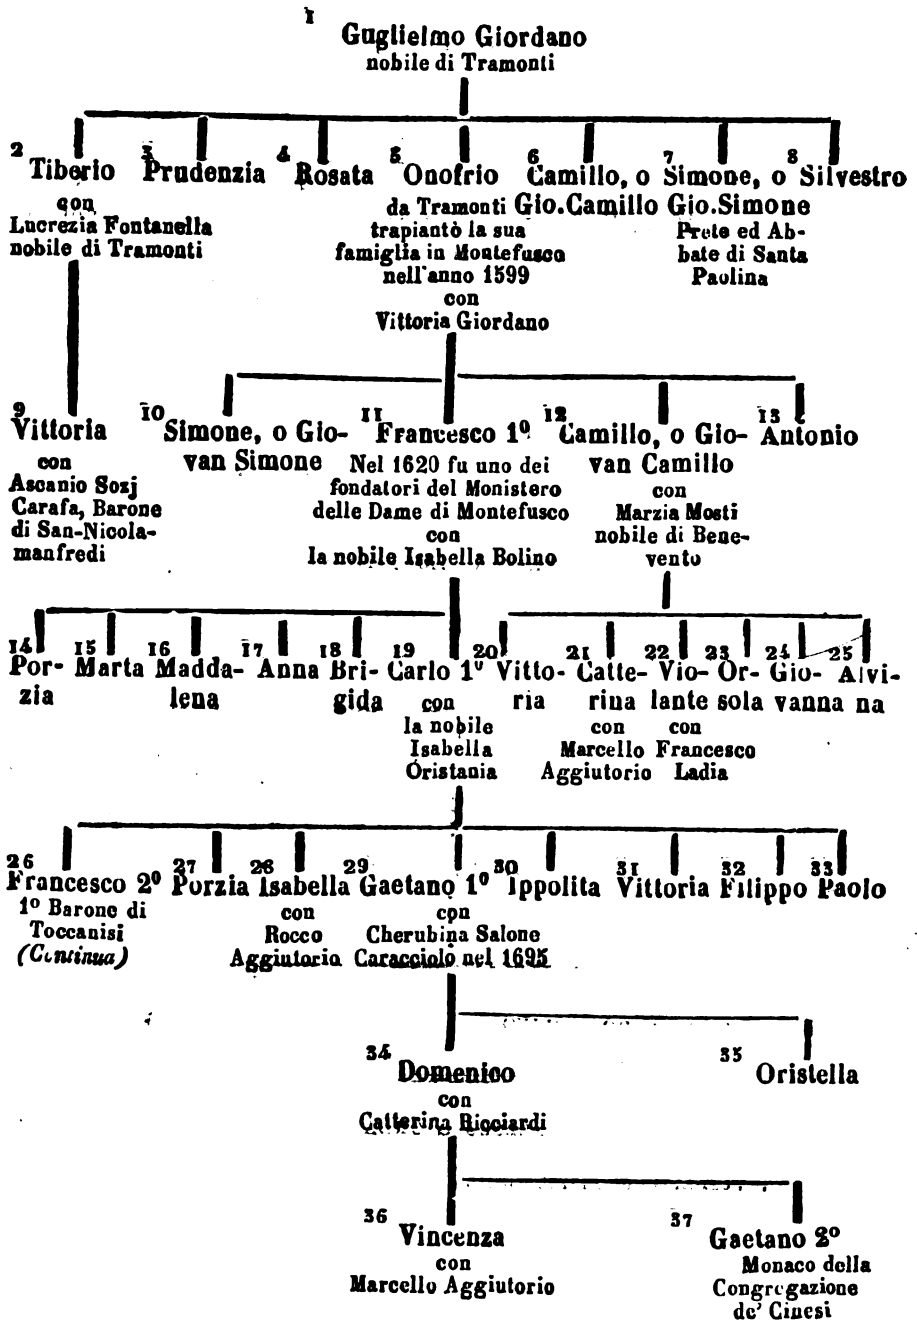 1
Guglielmo Giordano
nobile di Tramonti
2 Tiberio
con
Lucrezia Fontanella
nobile di Tramonti
3 Prudenzia
4 Rosata
5 Onofrio
da Tramonti
trapiantò la sua
famiglia in Montefusco
nell'anno 1599
con
Vittoria Giordano
6 Camillo, o
Gio.Camillo
7 Simone, o
Gio.Simone
Prete ed Ab-
bate di Santa
Paolina
8 Silvestro
9
Vittoria
con
Ascanio Sozj
Carafa, Barone
di San-Nicola-
manfredi
10 Simone, o Gio-
van Simone
11 Francesco 1º
Nel 1620 fu uno dei
fondatori del Monistero
delle Dame di Montefusco
con
la nobile Isabella Bolino
12 Camillo, o Gio-
van Camillo
con
Marzia Mosti
nobile di Bene-
vento
13 Antonio
14 Por-
zia
15 Marta
16 Madda-
lena
17 Anna
18 Bri-
gida
19 Carlo 1º
con
la nobile
Isabella
Oristania
20 Vitto-
ria
21 Catte-
rina
con
Marcello
Aggiutorio
22 Vio-
lante
con
Francesco
Ladia
23 Or-
sola
24 Gio-
vanna
25 Alvi-
na
26
Francesco 2º
1º Barone di
Toccanisi
(Continua)
27 Porzia
28 Isabella
con
Rocco
Aggiutorio
29 Gaetano 1º
con
Cherubina Salone
Caracciolo nel 1695
30 Ippolita
31 Vittoria
32 Filippo
33 Paolo
34 Domenico
con
Catterina Ricciardi
35 Oristella
36 Vincenza
con
Marcello Aggiutorio
37 Gaetano 2º
Monaco della
Congregazione
de' Cinesi